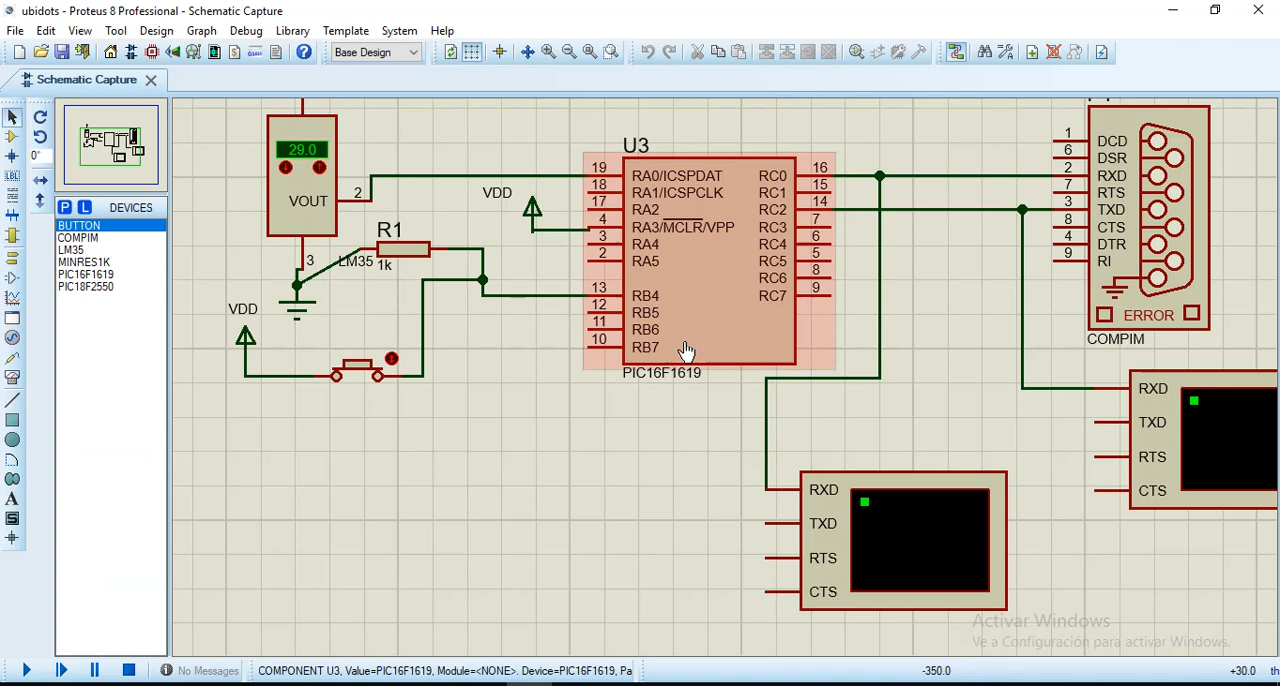 ubidots - Proteus 8 Professional - Schematic Capture
File Edit View Tool Design Graph Debug Library Template System Help
Base Design
Schematic Capture
0°
P L DEVICES
BUTTON
COMPIM
LM35
MINRES1K
PIC16F1619
PIC18F2550
29.0
VOUT
2
3
LM35
R1
1k
VDD
VDD
U3
19 RA0/ICSPDAT RC0 16
18 RA1/ICSPCLK RC1 15
17 RA2 RC2 14
4 RA3/MCLR/VPP RC3 7
3 RA4 RC4 6
2 RA5 RC5 5
RC6 8
13 RB4 RC7 9
12 RB5
11 RB6
10 RB7
PIC16F1619
1 DCD
6 DSR
2 RXD
7 RTS
3 TXD
8 CTS
4 DTR
9 RI
ERROR
COMPIM
RXD
TXD
RTS
CTS
RXD
TXD
RTS
CTS
Activar Windows
Ve a Configuración para activar Windows.
No Messages
COMPONENT U3, Value=PIC16F1619, Module=<NONE>. Device=PIC16F1619, Pa
-350.0
+30.0
th